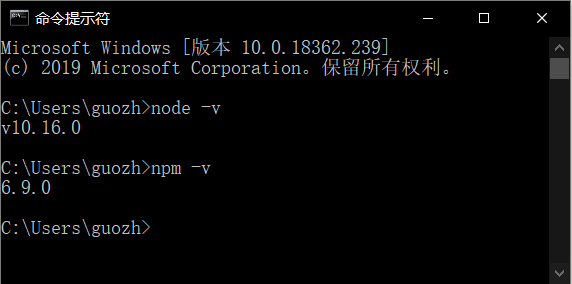 命令提示符
Microsoft Windows [版本 10.0.18362.239]
(c) 2019 Microsoft Corporation。保留所有权利。
C:\Users\guozh>node -v
v10.16.0
C:\Users\guozh>npm -v
6.9.0
C:\Users\guozh>